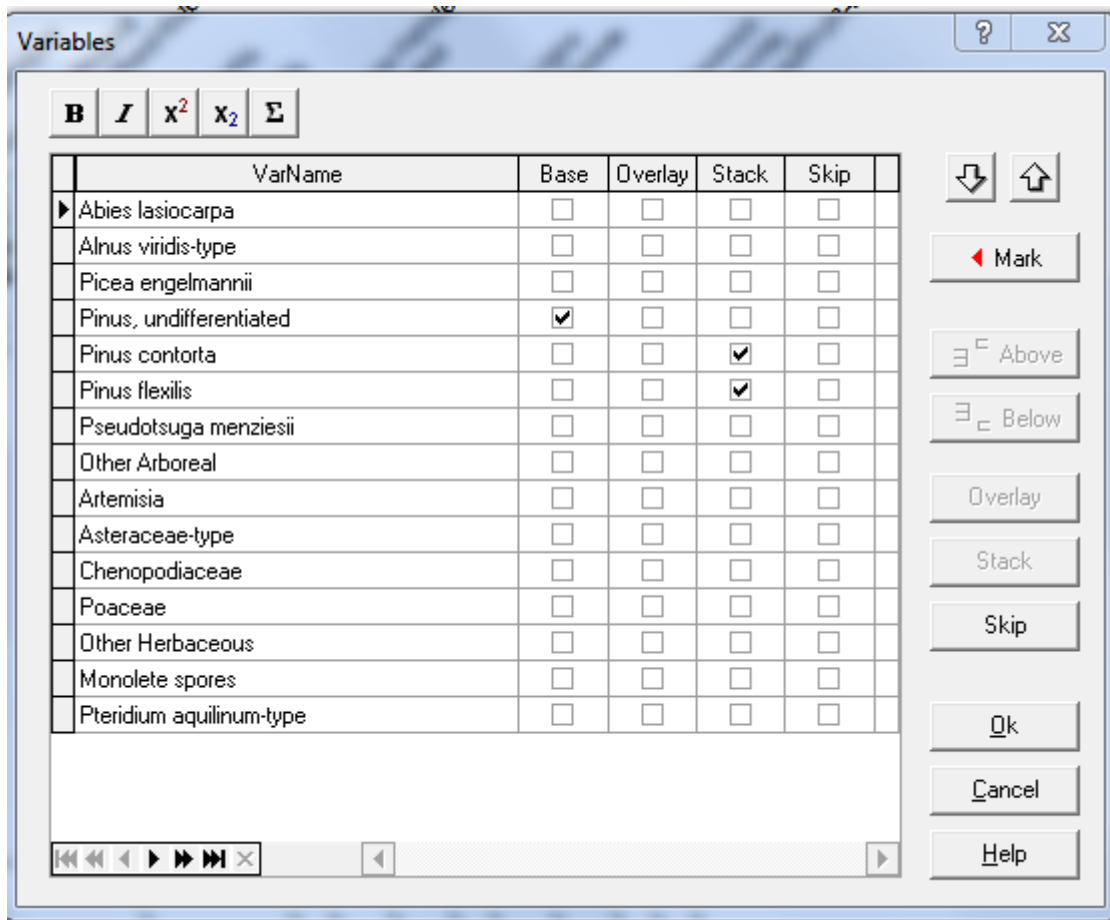 Variables
B I X² X₂ Σ
VarName Base Overlay Stack Skip
Abies lasiocarpa
Alnus viridis-type
Picea engelmannii
Pinus, undifferentiated
Pinus contorta
Pinus flexilis
Pseudotsuga menziesii
Other Arboreal
Artemisia
Asteraceae-type
Chenopodiaceae
Poaceae
Other Herbaceous
Monolete spores
Pteridium aquilinum-type
Mark
Above
Below
Overlay
Stack
Skip
Ok
Cancel
Help